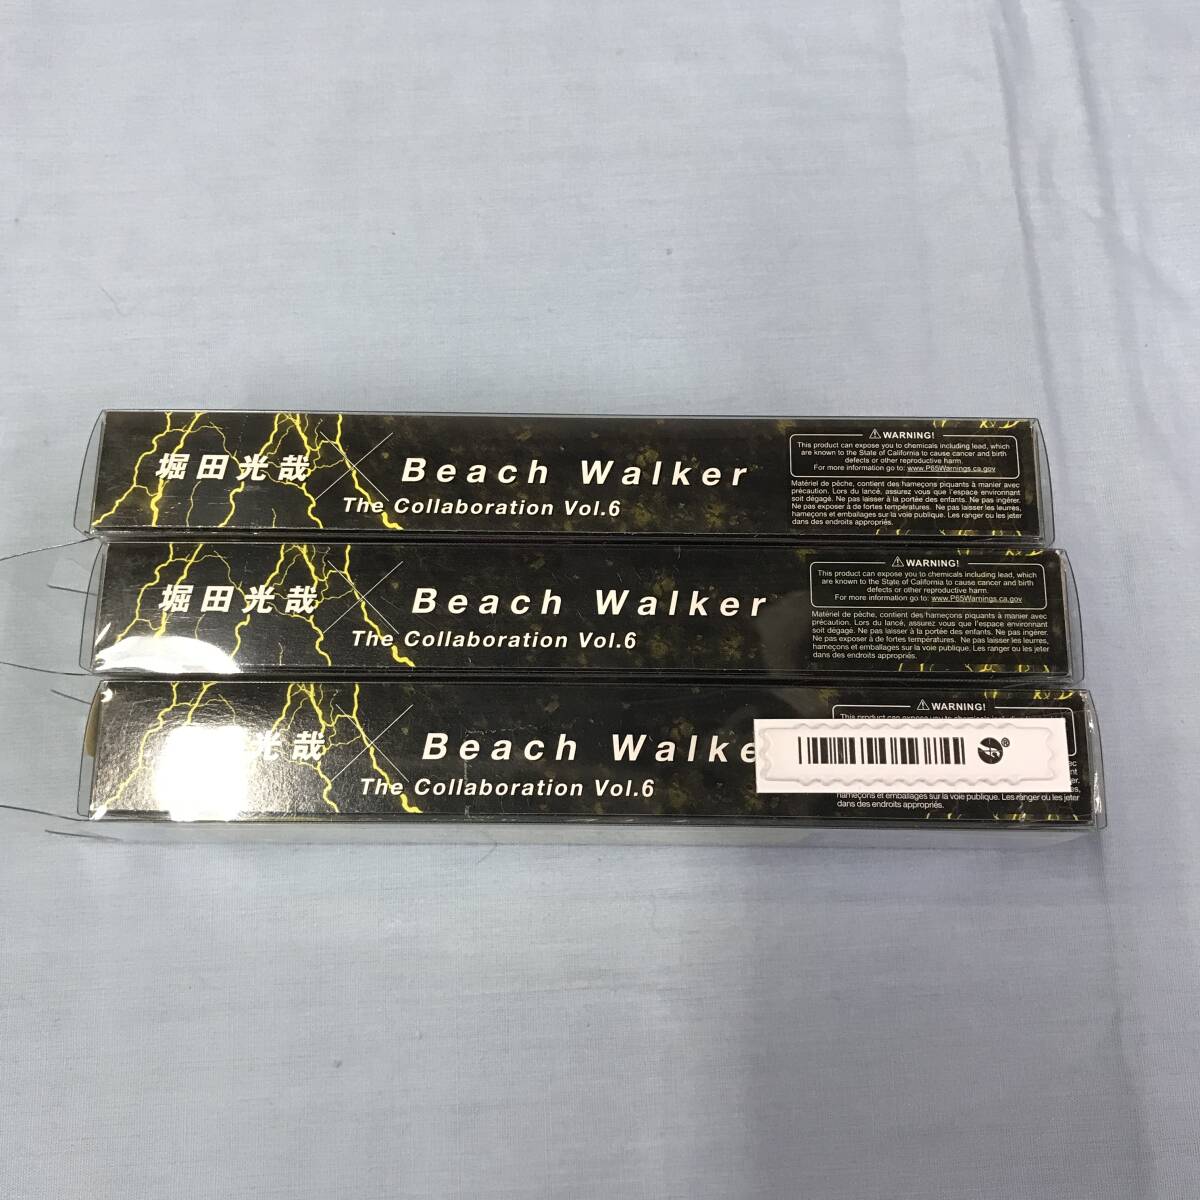 堀田光哉 × Beach Walker
The Collaboration Vol.6
⚠ WARNING!
This product can expose you to chemicals including lead, which
are known to the State of California to cause cancer and birth
defects or other reproductive harm.
For more information go to: www.P65Warnings.ca.gov
Matériel de pêche, contient des hameçons piquants à manier avec
précaution. Lors du lancé, assurez vous que l'espace environnant
soit dégagé. Ne pas laisser à la portée des enfants. Ne pas ingérer.
Ne pas exposer à de fortes températures. Ne pas laisser les leurres,
hameçons et emballages sur la voie publique. Les ranger ou les jeter
dans des endroits appropriés.
堀田光哉 × Beach Walker
The Collaboration Vol.6
⚠ WARNING!
This product can expose you to chemicals including lead, which
are known to the State of California to cause cancer and birth
defects or other reproductive harm.
For more information go to: www.P65Warnings.ca.gov
Matériel de pêche, contient des hameçons piquants à manier avec
précaution. Lors du lancé, assurez vous que l'espace environnant
soit dégagé. Ne pas laisser à la portée des enfants. Ne pas ingérer.
Ne pas exposer à de fortes températures. Ne pas laisser les leurres,
hameçons et emballages sur la voie publique. Les ranger ou les jeter
dans des endroits appropriés.
光哉 × Beach Walke
The Collaboration Vol.6
⚠ WARNING!
hameçons et emballages sur la voie publique. Les ranger ou les jeter
dans des endroits appropriés.
®